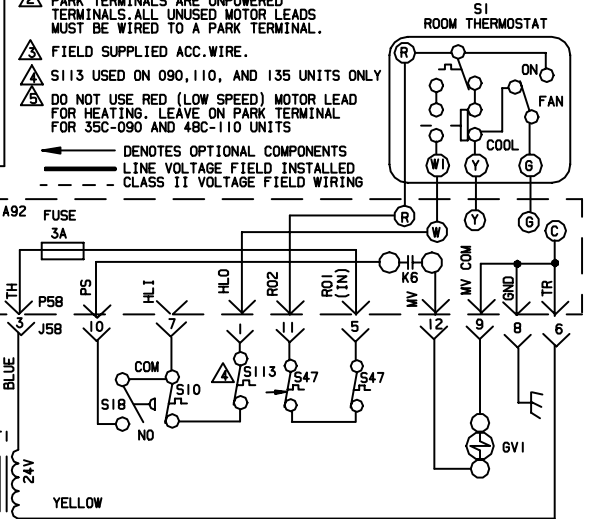 PARK TERMINALS ARE UNPOWERED
TERMINALS.ALL UNUSED MOTOR LEADS
MUST BE WIRED TO A PARK TERMINAL.
3 FIELD SUPPLIED ACC.WIRE.
4 S113 USED ON 090,110, AND 135 UNITS ONLY
5 DO NOT USE RED (LOW SPEED) MOTOR LEAD
FOR HEATING. LEAVE ON PARK TERMINAL
FOR 35C-090 AND 48C-110 UNITS
DENOTES OPTIONAL COMPONENTS
LINE VOLTAGE FIELD INSTALLED
CLASS II VOLTAGE FIELD WIRING
S1
ROOM THERMOSTAT
R
ON
FAN
COOL
W1 Y G
A92 FUSE
3A
R W Y G C
K6
TH PS HLI HLO RO2 RO1 (IN) MV MV COM GND TR
P58
J58
3 10 7 1 11 5 12 9 8 6
BLUE
COM
S18
NO
S10
4 S113
S47
S47
GV1
24V
YELLOW